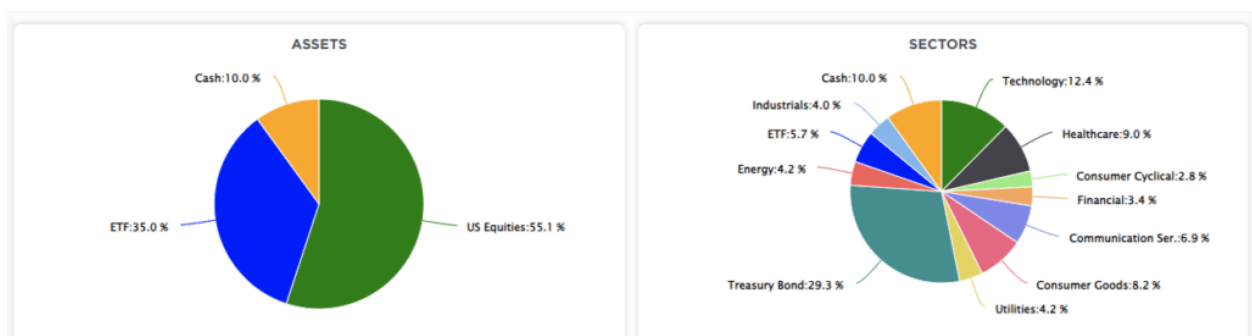 ASSETS
Cash:10.0 %
ETF:35.0 %
US Equities:55.1 %
SECTORS
Cash:10.0 %
Technology:12.4 %
Industrials:4.0 %
ETF:5.7 %
Healthcare:9.0 %
Energy:4.2 %
Consumer Cyclical:2.8 %
Financial:3.4 %
Communication Ser.:6.9 %
Treasury Bond:29.3 %
Consumer Goods:8.2 %
Utilities:4.2 %